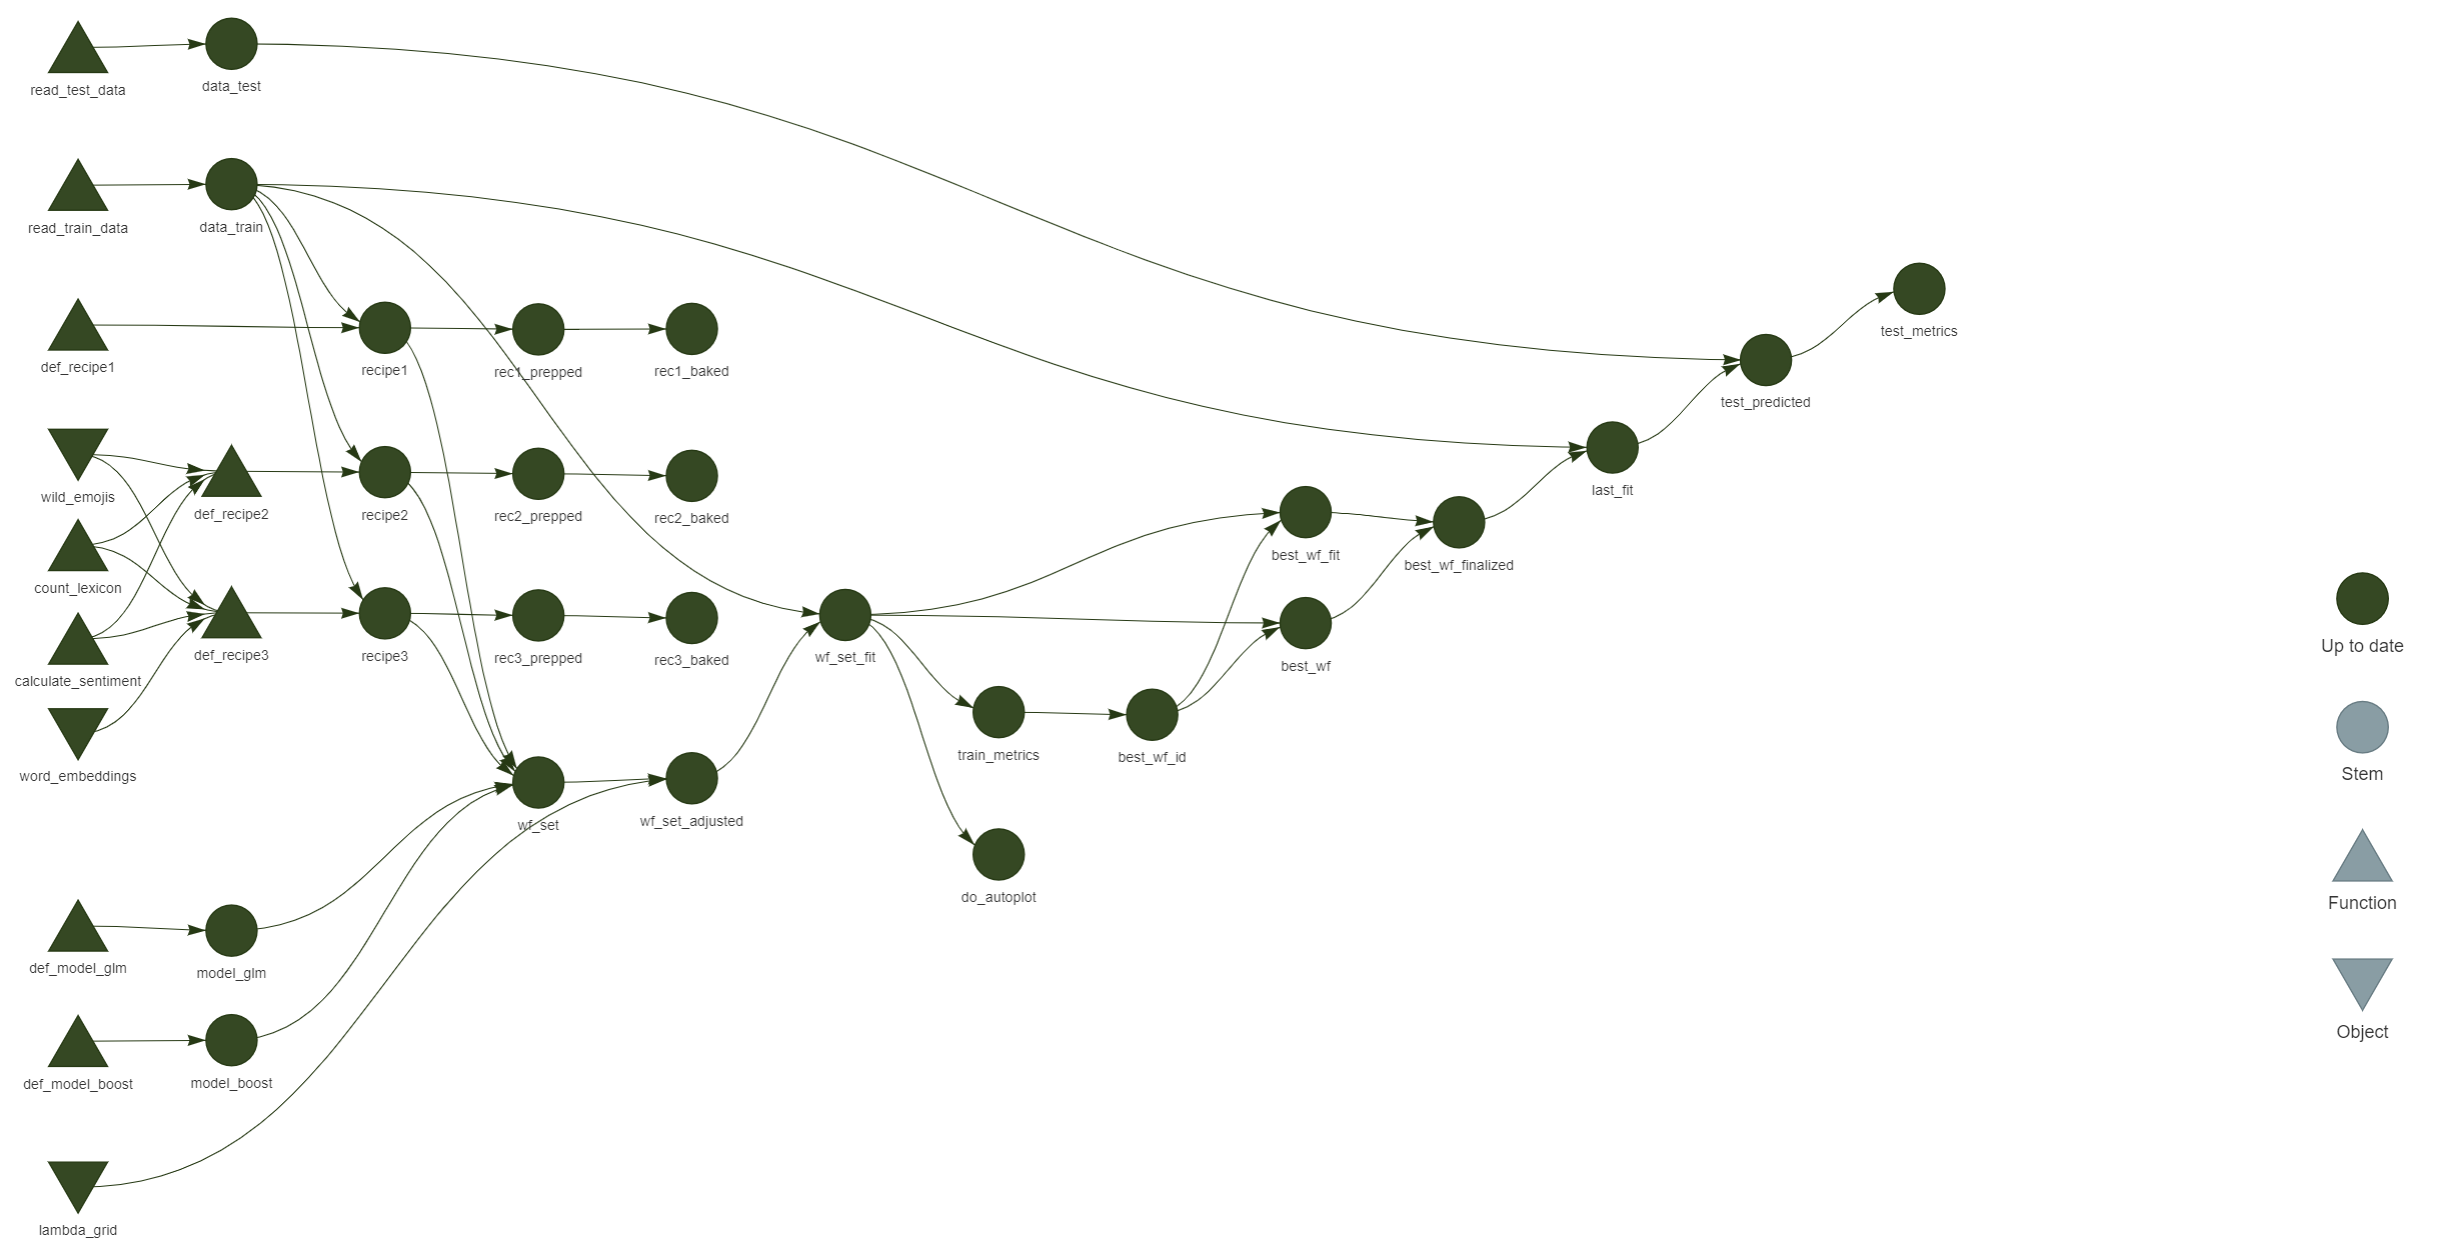 read_test_data
data_test
read_train_data
data_train
def_recipe1
recipe1
rec1_prepped
rec1_baked
test_metrics
test_predicted
wild_emojis
def_recipe2
recipe2
rec2_prepped
rec2_baked
last_fit
best_wf_fit
best_wf_finalized
count_lexicon
calculate_sentiment
def_recipe3
recipe3
rec3_prepped
rec3_baked
wf_set_fit
best_wf
word_embeddings
wf_set
wf_set_adjusted
train_metrics
best_wf_id
do_autoplot
def_model_glm
model_glm
def_model_boost
model_boost
lambda_grid
Up to date
Stem
Function
Object